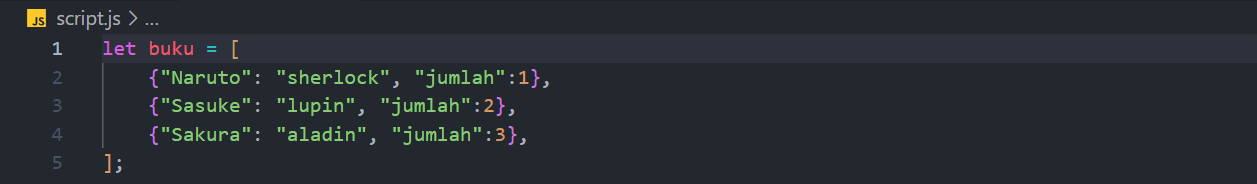 JS script.js > ...
1 let buku = [
2 {"Naruto": "sherlock", "jumlah":1},
3 {"Sasuke": "lupin", "jumlah":2},
4 {"Sakura": "aladin", "jumlah":3},
5 ];